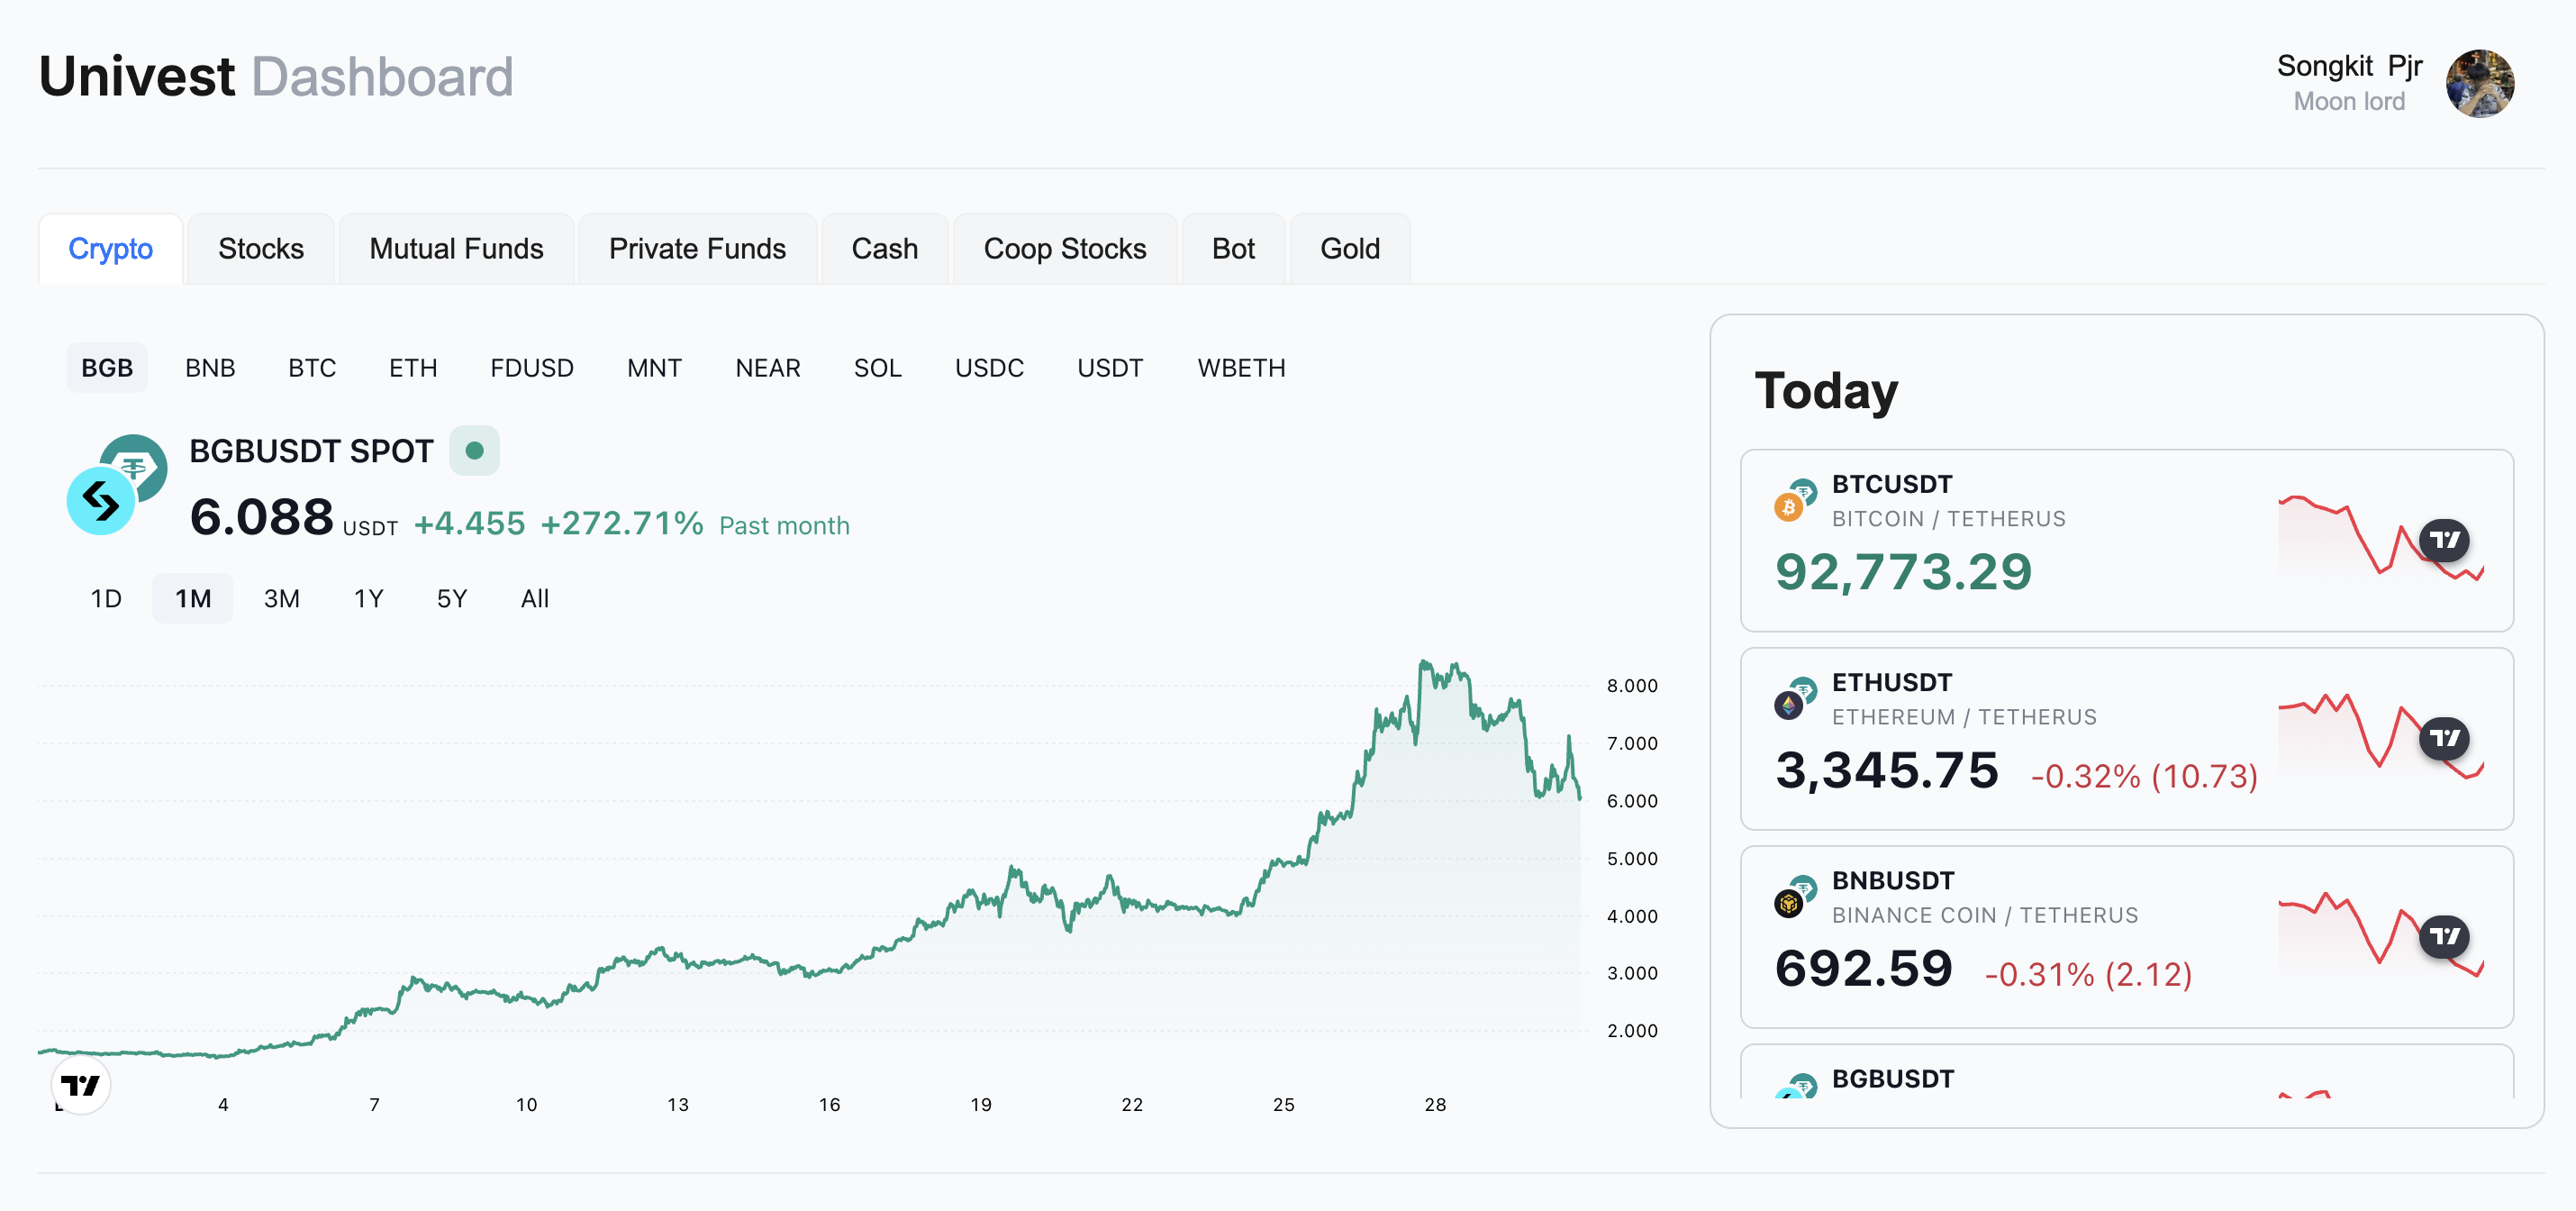 Univest Dashboard
Songkit Pjr
Moon lord
Crypto Stocks Mutual Funds Private Funds Cash Coop Stocks Bot Gold
BGB BNB BTC ETH FDUSD MNT NEAR SOL USDC USDT WBETH
BGBUSDT SPOT
6.088 USDT +4.455 +272.71% Past month
1D 1M 3M 1Y 5Y All
8.000
7.000
6.000
5.000
4.000
3.000
2.000
4 7 10 13 16 19 22 25 28
Today
BTCUSDT
BITCOIN / TETHERUS
92,773.29
ETHUSDT
ETHEREUM / TETHERUS
3,345.75 -0.32% (10.73)
BNBUSDT
BINANCE COIN / TETHERUS
692.59 -0.31% (2.12)
BGBUSDT